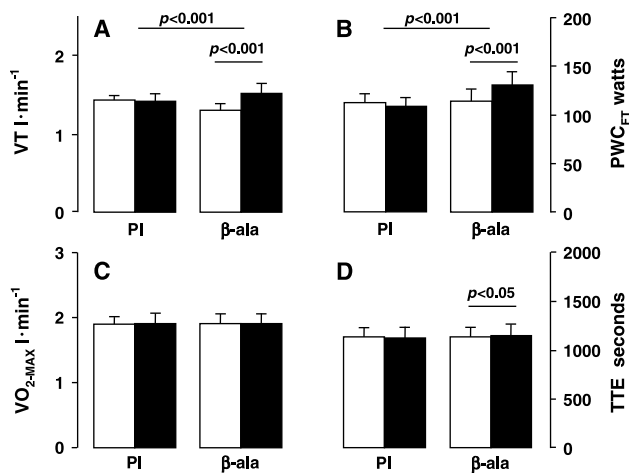 A
p<0.001
p<0.001
VT l·min⁻¹
2
1
0
Pl
β-ala
B
p<0.001
p<0.001
200
150
100
50
0
PWC_FT watts
Pl
β-ala
C
VO₂₋MAX l·min⁻¹
3
2
1
0
Pl
β-ala
D
p<0.05
2000
1500
1000
500
0
TTE seconds
Pl
β-ala